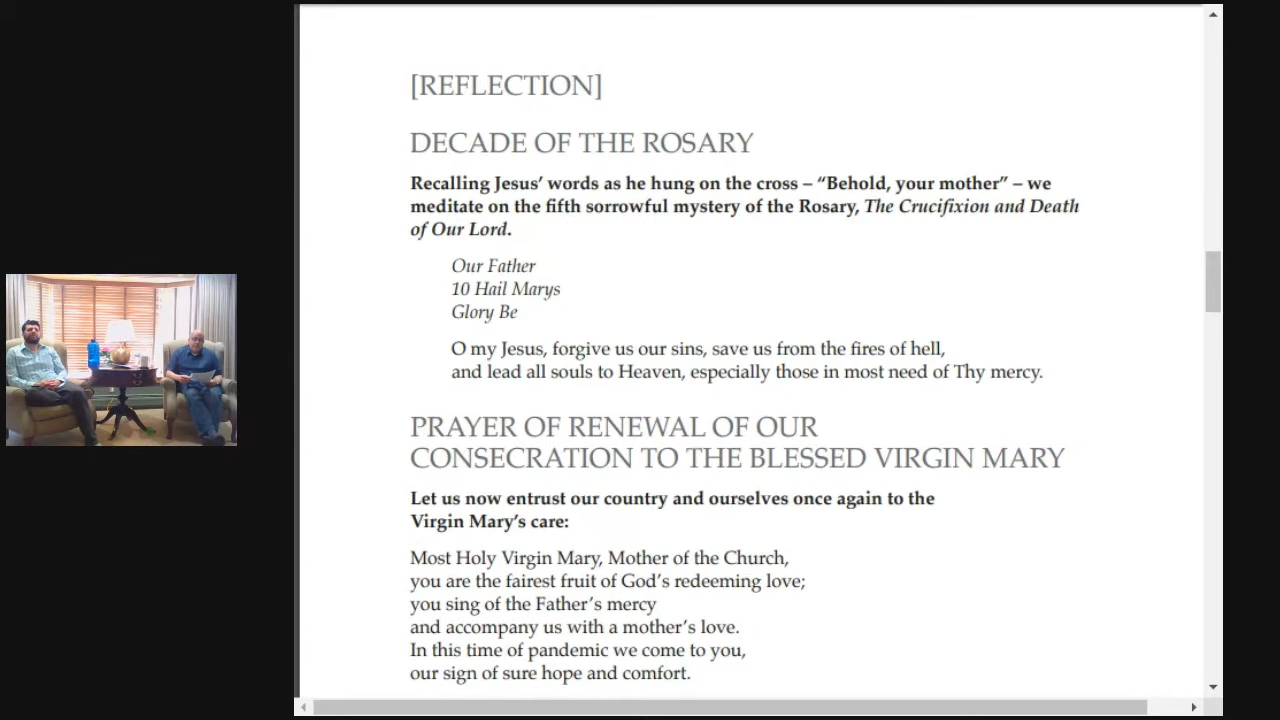 [REFLECTION]
DECADE OF THE ROSARY
Recalling Jesus’ words as he hung on the cross – “Behold, your mother” – we
meditate on the fifth sorrowful mystery of the Rosary, The Crucifixion and Death
of Our Lord.
Our Father
10 Hail Marys
Glory Be
O my Jesus, forgive us our sins, save us from the fires of hell,
and lead all souls to Heaven, especially those in most need of Thy mercy.
PRAYER OF RENEWAL OF OUR
CONSECRATION TO THE BLESSED VIRGIN MARY
Let us now entrust our country and ourselves once again to the
Virgin Mary’s care:
Most Holy Virgin Mary, Mother of the Church,
you are the fairest fruit of God’s redeeming love;
you sing of the Father’s mercy
and accompany us with a mother’s love.
In this time of pandemic we come to you,
our sign of sure hope and comfort.